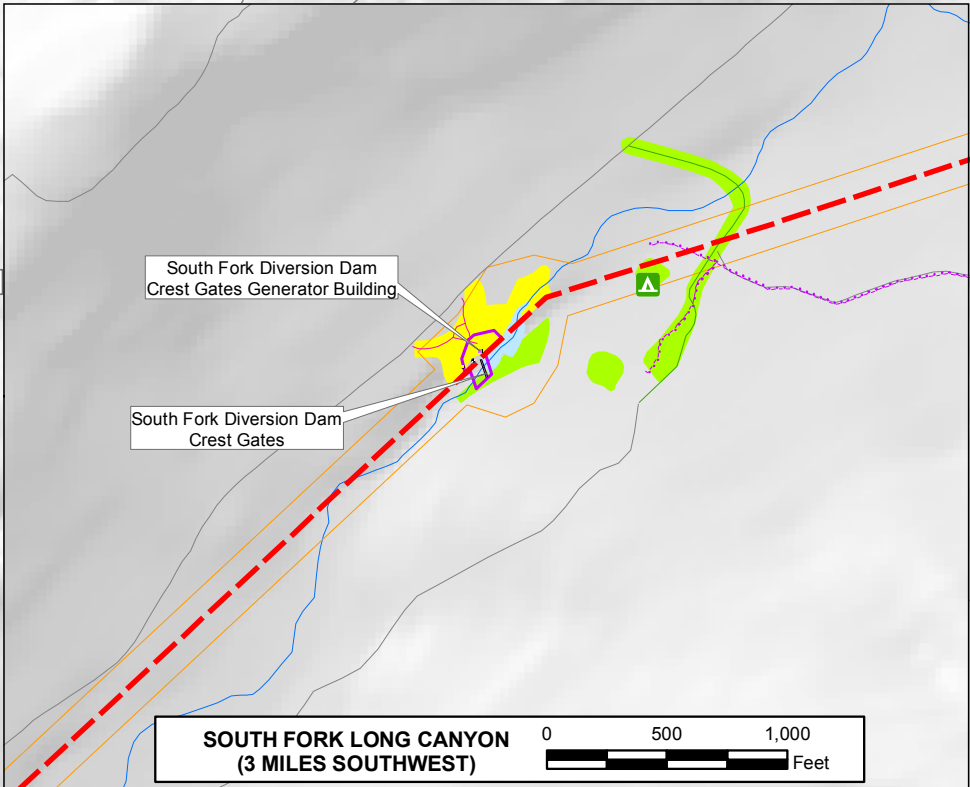 South Fork Diversion Dam
Crest Gates Generator Building
South Fork Diversion Dam
Crest Gates
SOUTH FORK LONG CANYON
(3 MILES SOUTHWEST)
0 500 1,000
Feet